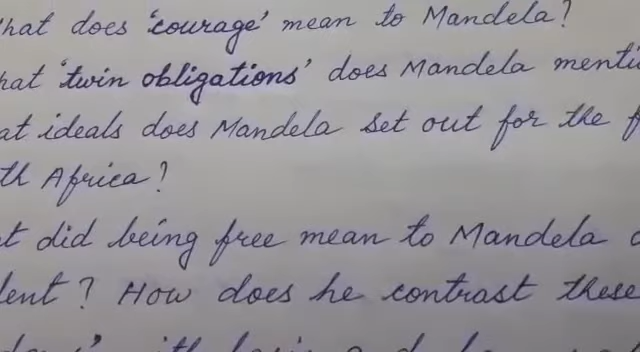 hat does 'courage' mean to Mandela?
hat 'twin obligations' does Mandela menti
at ideals does Mandela set out for the f
th Africa?
t did being free mean to Mandela
dent? How does he contrast these